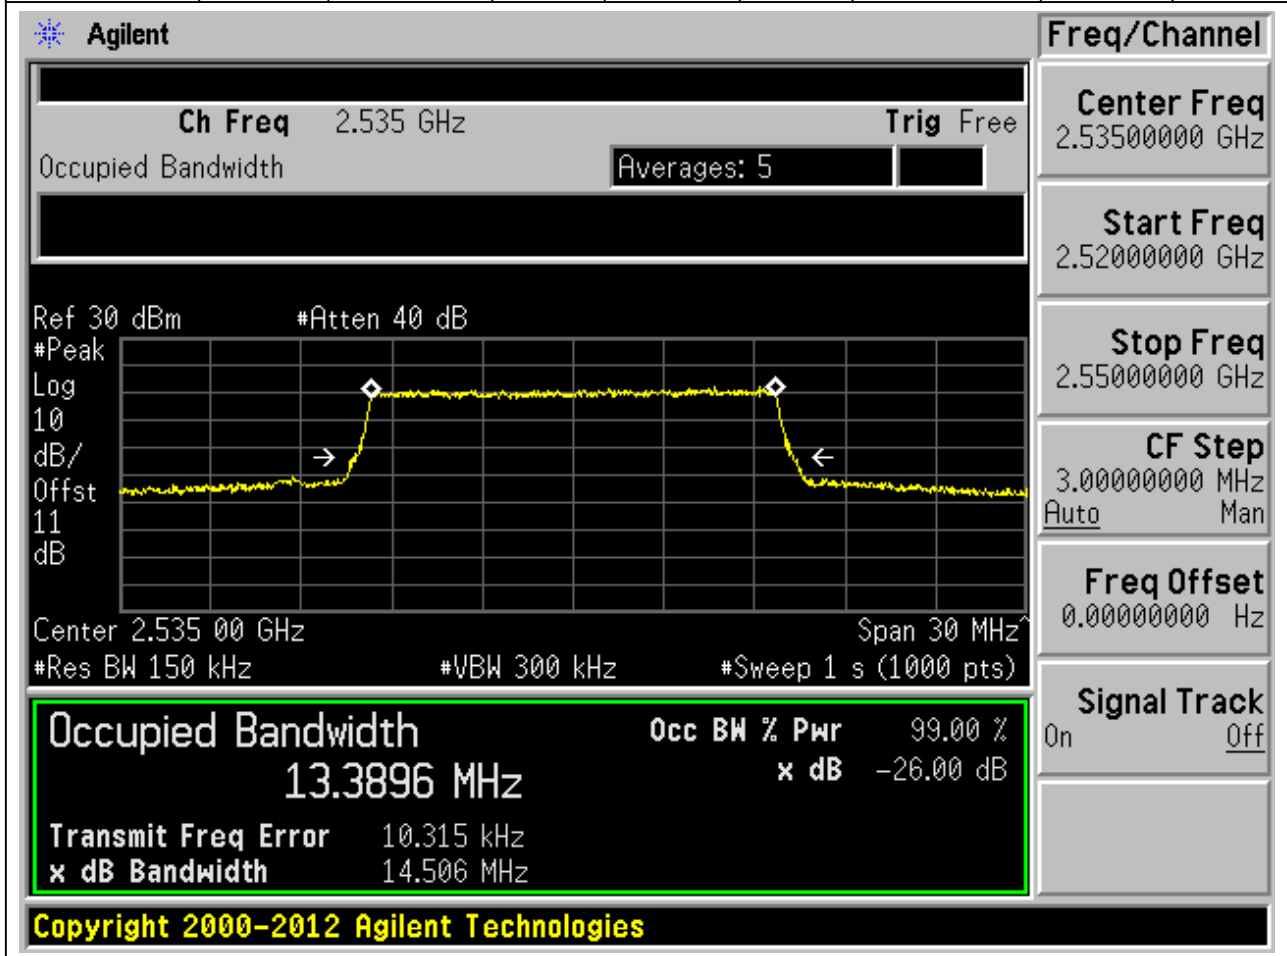 Agilent
Freq/Channel
Ch Freq 2.535 GHz Trig Free
Occupied Bandwidth Averages: 5
Center Freq
2.53500000 GHz
Start Freq
2.52000000 GHz
Stop Freq
2.55000000 GHz
CF Step
3.00000000 MHz
Auto Man
Freq Offset
0.00000000 Hz
Signal Track
On Off
Ref 30 dBm #Atten 40 dB
#Peak
Log
10
dB/
Offst
11
dB
Center 2.535 00 GHz Span 30 MHz^
#Res BW 150 kHz #VBW 300 kHz #Sweep 1 s (1000 pts)
Occupied Bandwidth Occ BW % Pwr 99.00 %
13.3896 MHz x dB -26.00 dB
Transmit Freq Error 10.315 kHz
x dB Bandwidth 14.506 MHz
Copyright 2000-2012 Agilent Technologies